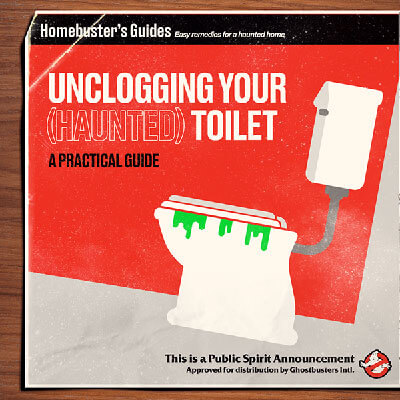 Homebuster's Guides Easy remedies for a haunted home
UNCLOGGING YOUR
(HAUNTED) TOILET
A PRACTICAL GUIDE
This is a Public Spirit Announcement
Approved for distribution by Ghostbusters Intl.